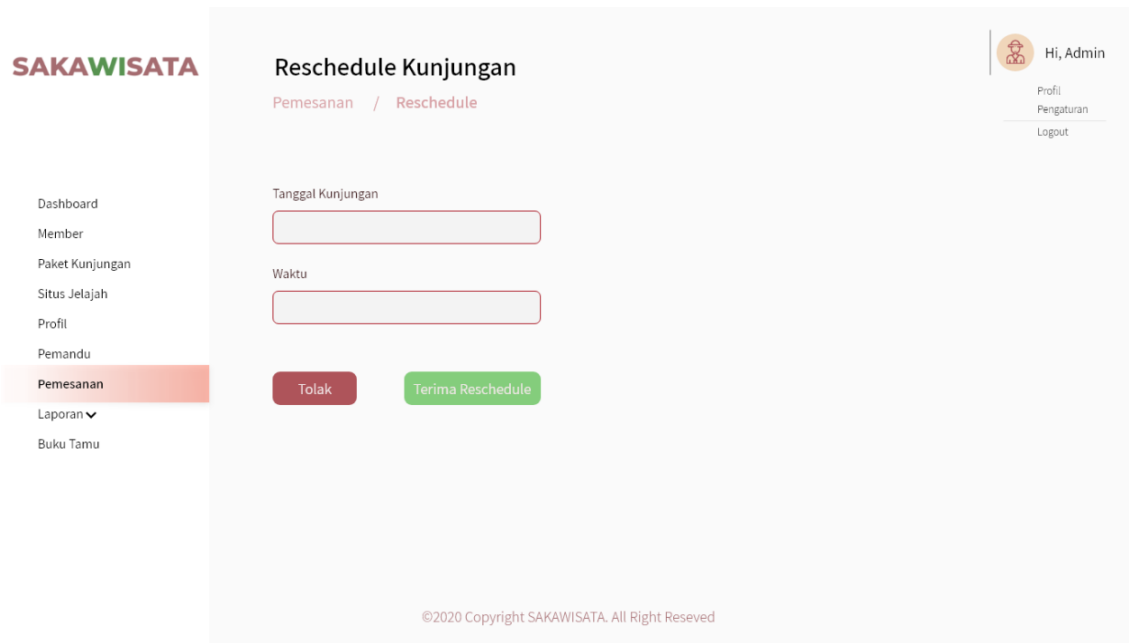 SAKAWISATA
Hi, Admin
Profil
Pengaturan
Logout
Reschedule Kunjungan
Pemesanan / Reschedule
Dashboard
Member
Paket Kunjungan
Situs Jelajah
Profil
Pemandu
Pemesanan
Laporan
Buku Tamu
Tanggal Kunjungan
Waktu
Tolak
Terima Reschedule
©2020 Copyright SAKAWISATA. All Right Reseved